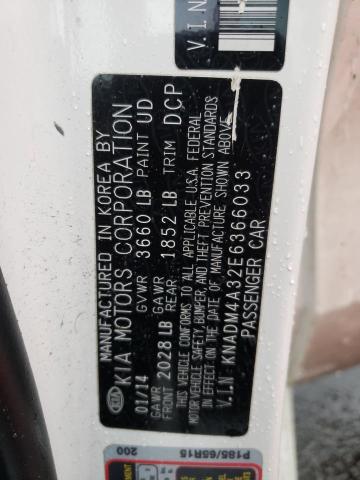 V.I.N
MANUFACTURED IN KOREA BY
KIA KIA MOTORS CORPORATION
01/14 GVWR 3660 LB PAINT UD
GAWR FRONT 2028 LB GAWR REAR 1852 LB TRIM DCP
THIS VEHICLE CONFORMS TO ALL APPLICABLE U.S.A. FEDERAL
MOTOR VEHICLE SAFETY, BUMPER, AND THEFT PREVENTION STANDARDS
IN EFFECT ON THE DATE OF MANUFACTURE SHOWN ABOVE.
V.I.N KNADM4A32E6366033
PASSENGER CAR
P185/65R15
200